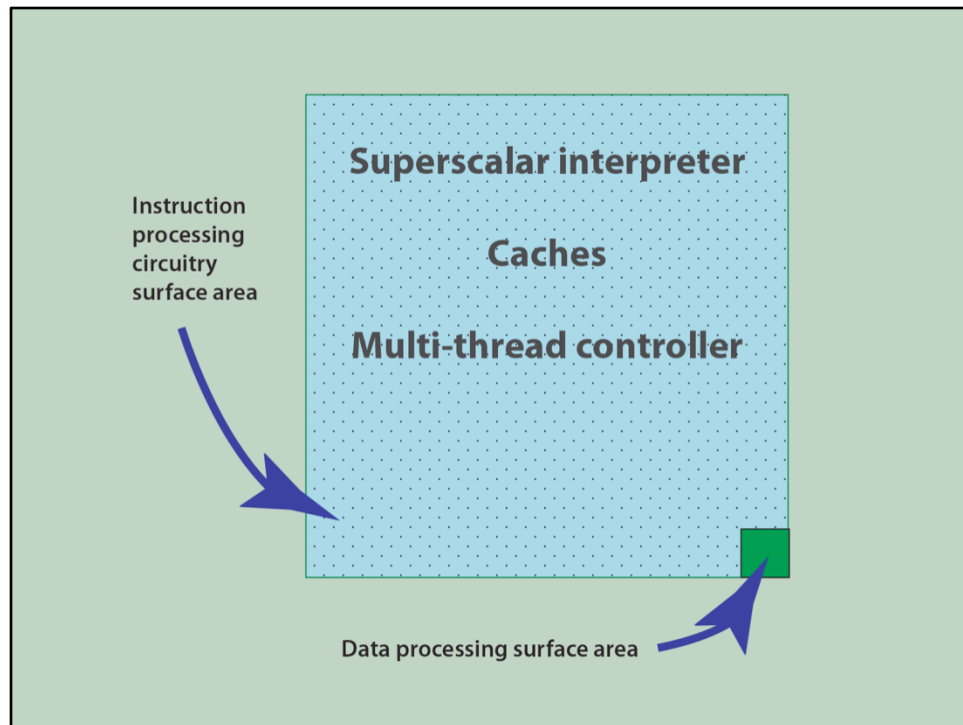 Superscalar interpreter
Caches
Multi-thread controller
Instruction
processing
circuitry
surface area
Data processing surface area